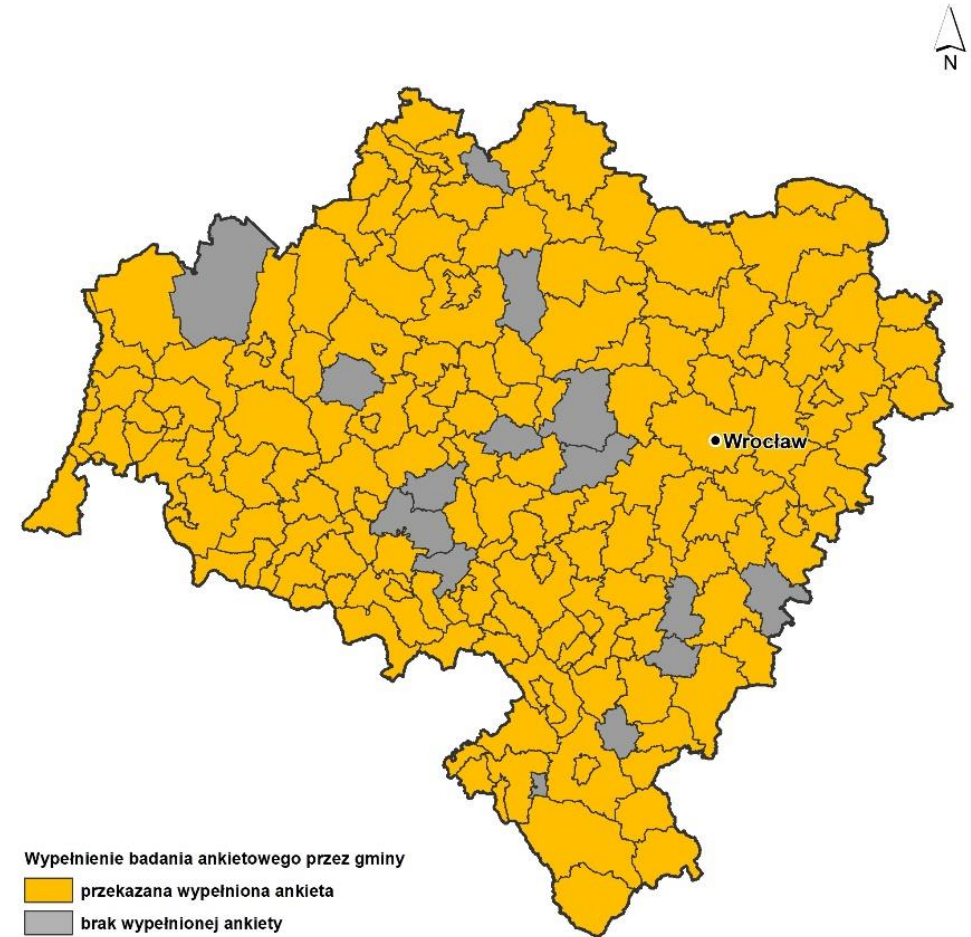 N
Wrocław
Wypełnienie badania ankietowego przez gminy
przekazana wypełniona ankieta
brak wypełnionej ankiety